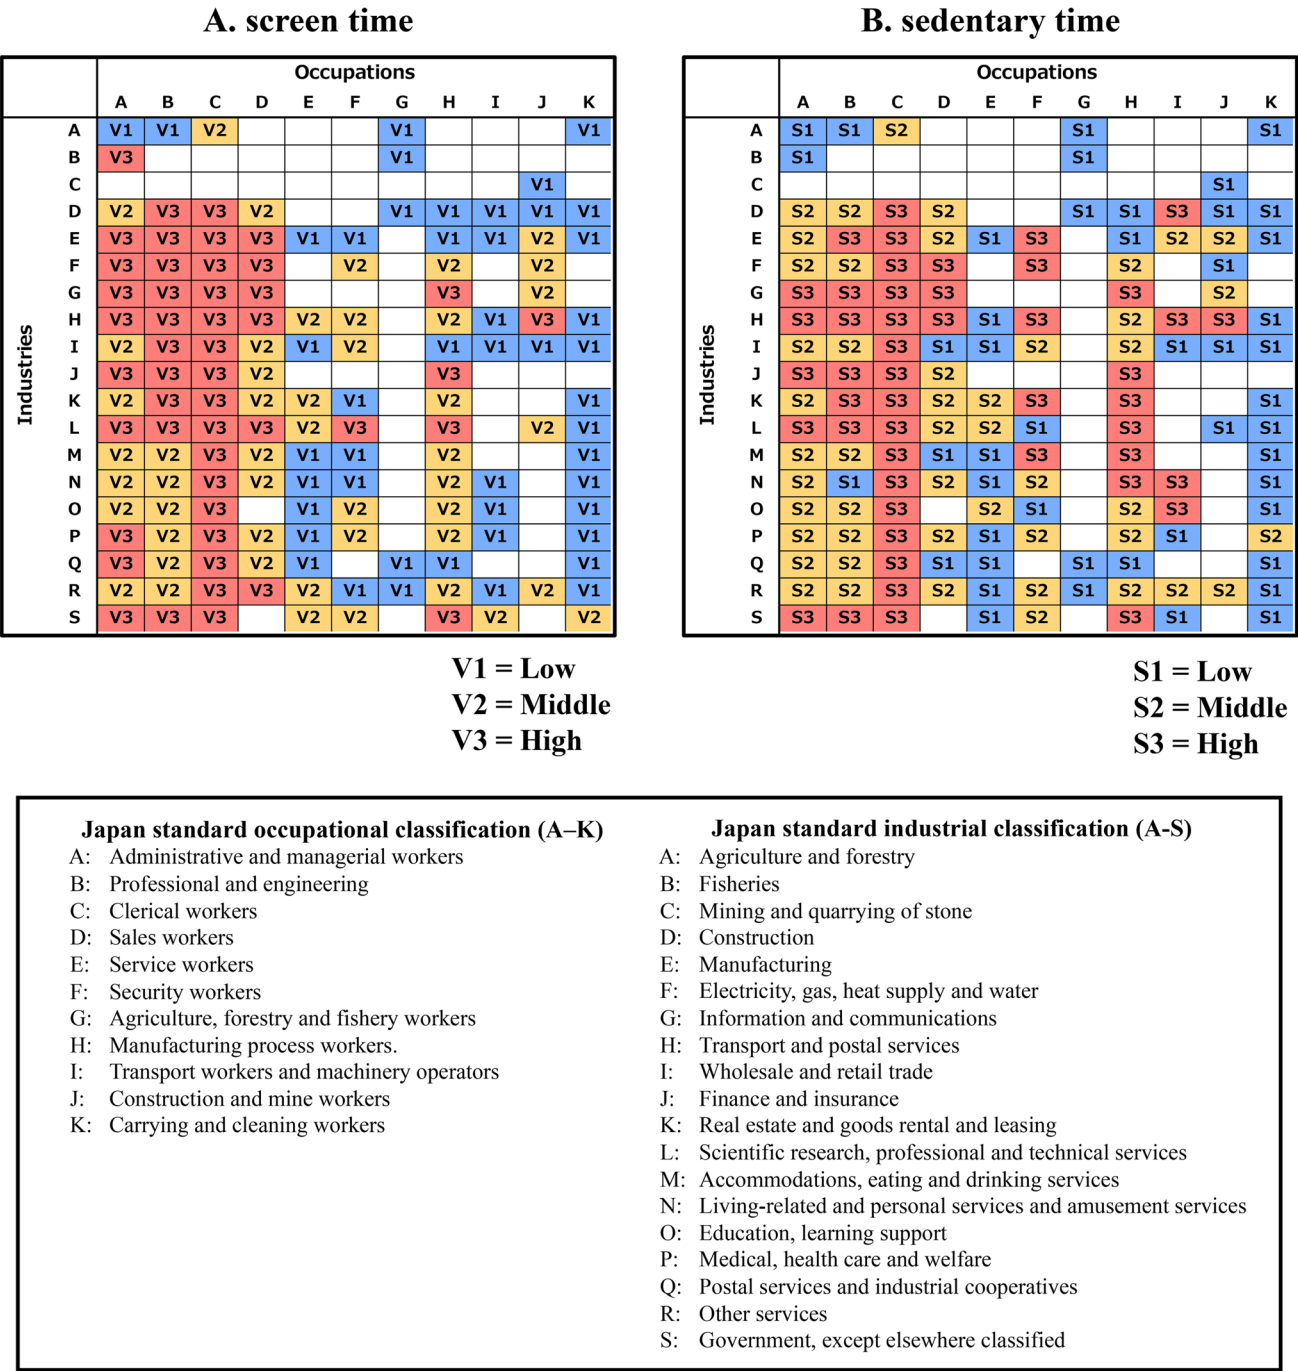 A. screen time
Occupations
A B C D E F G H I J K
Industries
A V1 V1 V2 V1 V1
B V3 V1
C V1
D V2 V3 V3 V2 V1 V1 V1 V1 V1
E V3 V3 V3 V3 V1 V1 V1 V1 V2 V1
F V3 V3 V3 V3 V2 V2 V2
G V3 V3 V3 V3 V3 V2
H V3 V3 V3 V3 V2 V2 V2 V1 V3 V1
I V2 V3 V3 V2 V1 V2 V1 V1 V1 V1
J V3 V3 V3 V2 V3
K V2 V3 V3 V2 V2 V1 V2 V1
L V3 V3 V3 V3 V2 V3 V3 V2 V1
M V2 V2 V3 V2 V1 V1 V2 V1
N V2 V2 V3 V2 V1 V1 V2 V1 V1
O V2 V2 V3 V1 V2 V2 V1 V1
P V3 V2 V3 V2 V1 V2 V2 V1 V1
Q V3 V2 V3 V2 V1 V1 V1 V1
R V2 V2 V3 V3 V2 V1 V1 V2 V1 V2 V1
S V3 V3 V3 V2 V2 V3 V2 V2
V1 = Low
V2 = Middle
V3 = High
B. sedentary time
Occupations
A B C D E F G H I J K
Industries
A S1 S1 S2 S1 S1
B S1 S1
C S1
D S2 S2 S3 S2 S1 S1 S3 S1 S1
E S2 S3 S3 S2 S1 S3 S1 S2 S2 S1
F S2 S2 S3 S3 S3 S2 S1
G S3 S3 S3 S3 S3 S2
H S3 S3 S3 S3 S1 S3 S2 S3 S3 S1
I S2 S2 S3 S1 S1 S2 S2 S1 S1 S1
J S3 S3 S3 S2 S3
K S2 S3 S3 S2 S2 S3 S3 S1
L S3 S3 S3 S2 S2 S1 S3 S1 S1
M S2 S2 S3 S1 S1 S3 S3 S1
N S2 S1 S3 S2 S1 S2 S3 S3 S1
O S2 S2 S3 S2 S1 S2 S3 S1
P S2 S2 S3 S2 S1 S2 S2 S1 S2
Q S2 S2 S3 S1 S1 S1 S1 S1
R S2 S2 S3 S2 S1 S2 S1 S2 S2 S2 S1
S S3 S3 S3 S1 S2 S3 S1 S1
S1 = Low
S2 = Middle
S3 = High
Japan standard occupational classification (A–K)
A: Administrative and managerial workers
B: Professional and engineering
C: Clerical workers
D: Sales workers
E: Service workers
F: Security workers
G: Agriculture, forestry and fishery workers
H: Manufacturing process workers.
I: Transport workers and machinery operators
J: Construction and mine workers
K: Carrying and cleaning workers
Japan standard industrial classification (A-S)
A: Agriculture and forestry
B: Fisheries
C: Mining and quarrying of stone
D: Construction
E: Manufacturing
F: Electricity, gas, heat supply and water
G: Information and communications
H: Transport and postal services
I: Wholesale and retail trade
J: Finance and insurance
K: Real estate and goods rental and leasing
L: Scientific research, professional and technical services
M: Accommodations, eating and drinking services
N: Living-related and personal services and amusement services
O: Education, learning support
P: Medical, health care and welfare
Q: Postal services and industrial cooperatives
R: Other services
S: Government, except elsewhere classified